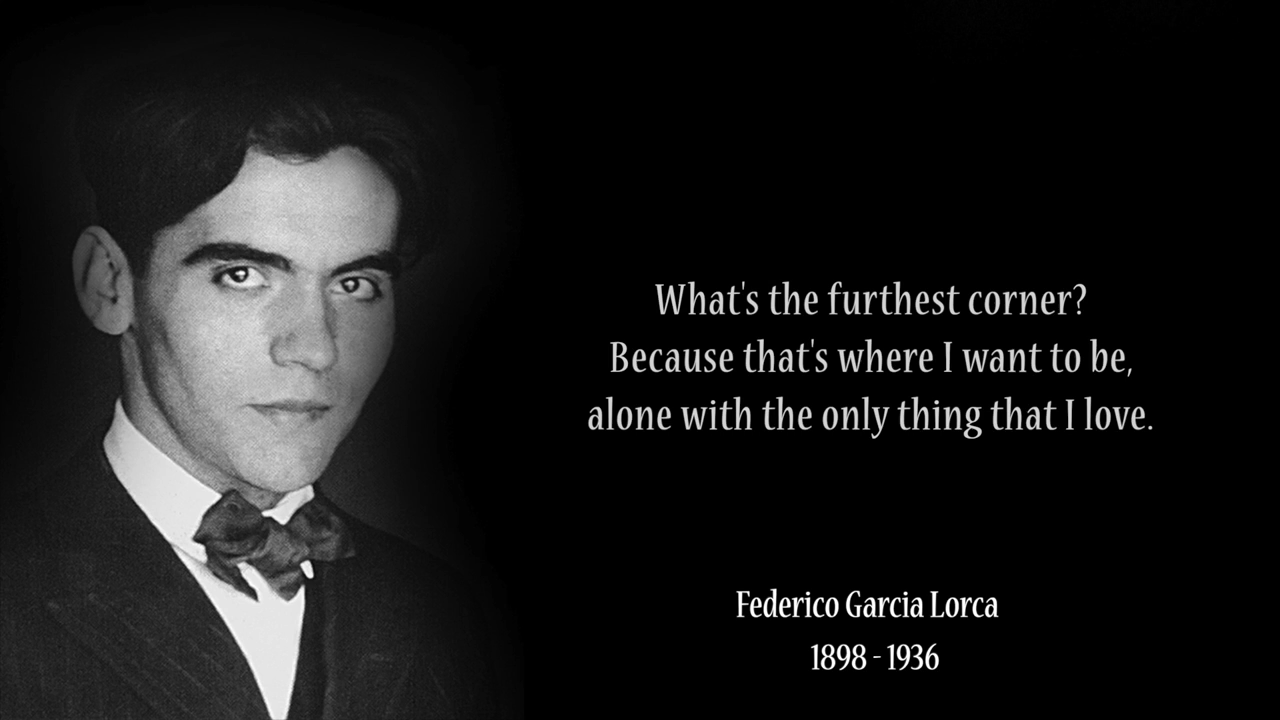 What's the furthest corner?
Because that's where I want to be,
alone with the only thing that I love.
Federico Garcia Lorca
1898 - 1936